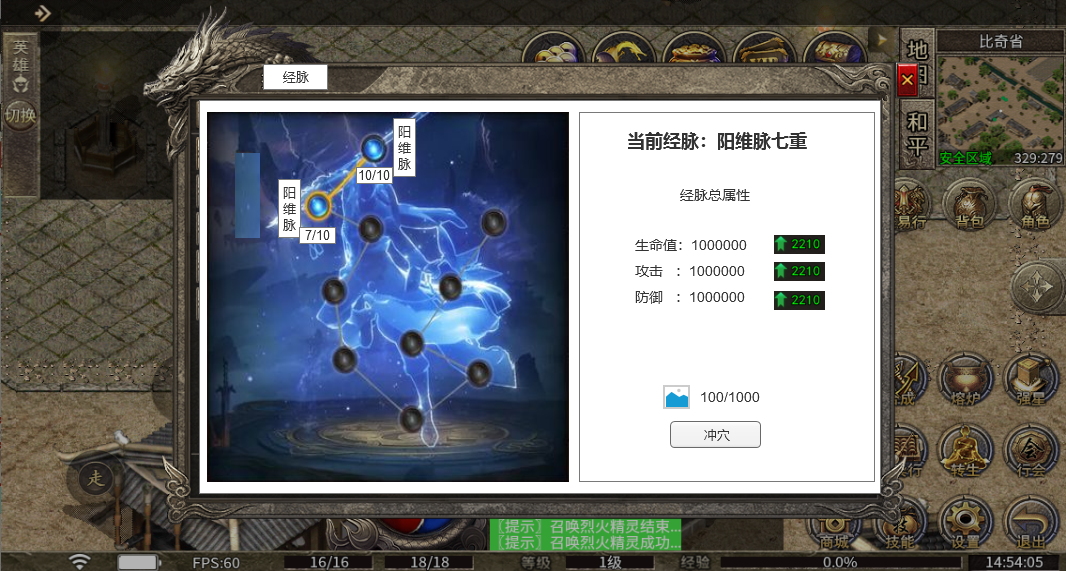 英
雄
切换
经脉
阳
维
脉
10/10
阳
维
脉
7/10
当前经脉：阳维脉七重
经脉总属性
生命值：1000000 2210
攻击 ：1000000 2210
防御 ：1000000 2210
100/1000
冲穴
地
和
平
比奇省
安全区域 329:279
易行
背包
角色
熔炉
强星
转生
行会
商城
技能
设置
退出
走
〖提示〗召唤烈火精灵结束...
〖提示〗召唤烈火精灵成功...
FPS:60
16/16
18/18
等级
1级
经验
0.0%
14:54:05